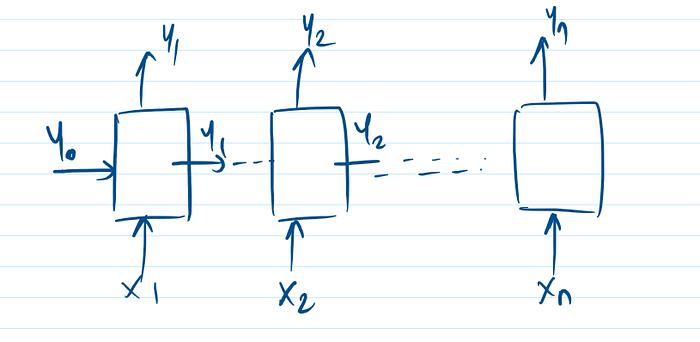 y₁ y₂ yₙ
y₀ y₁ y₂
x₁ x₂ xₙ